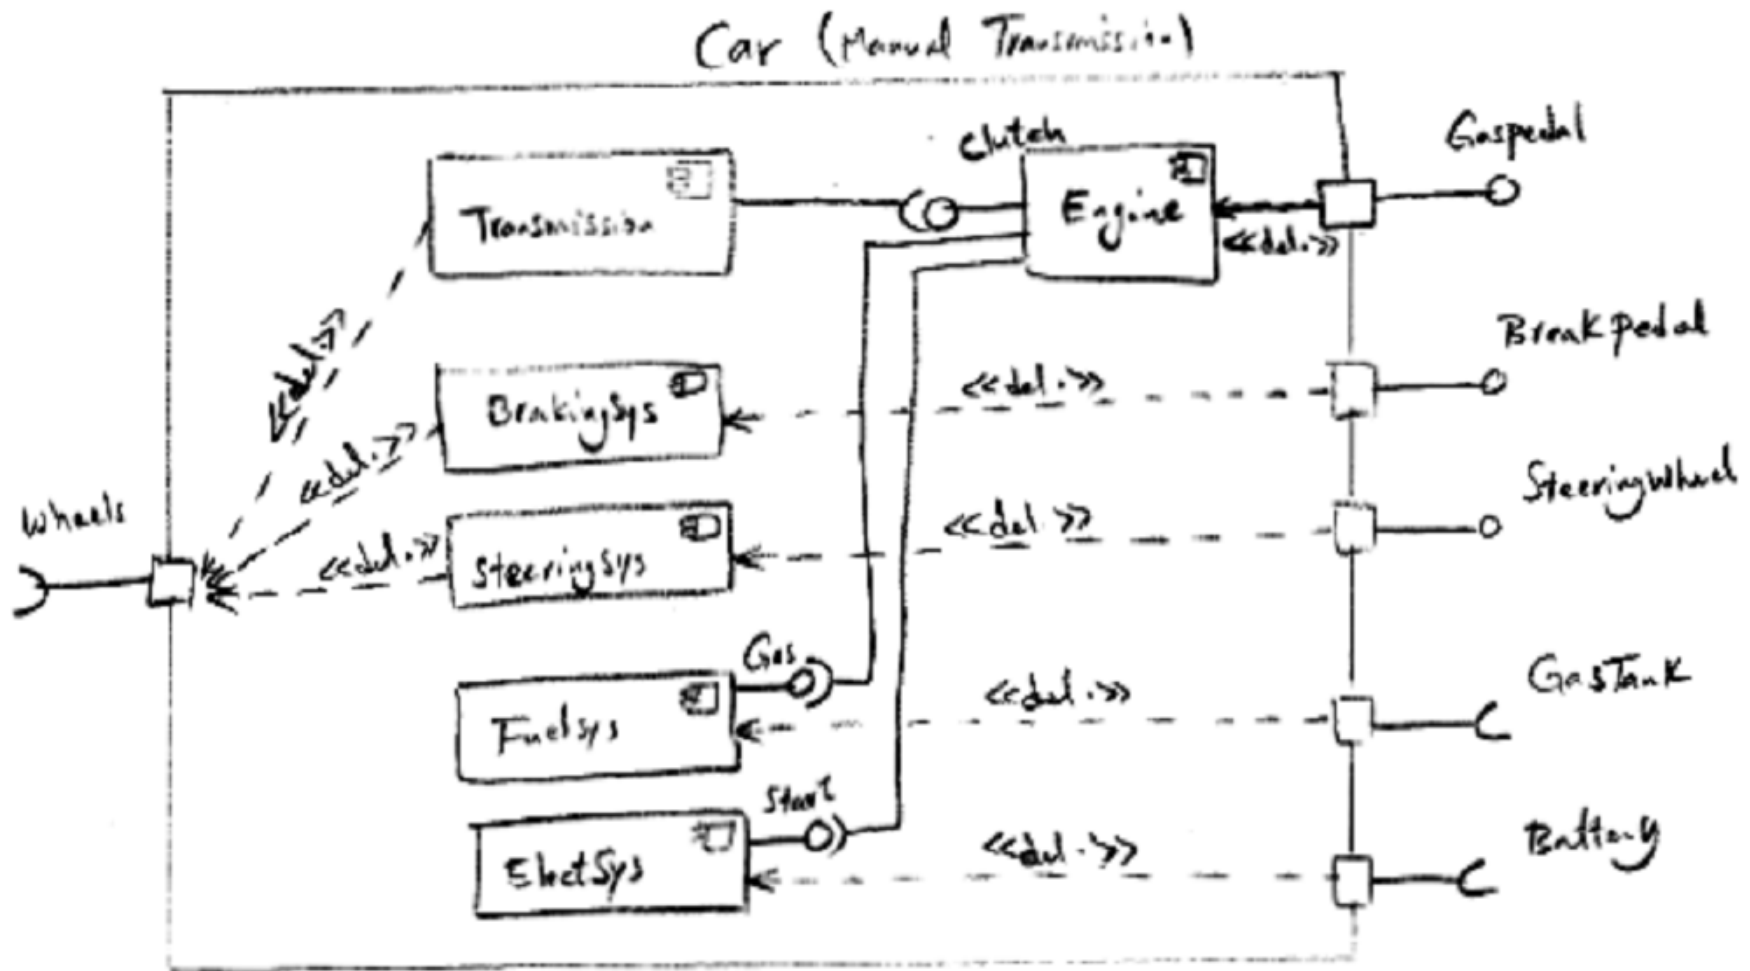 Car (Manual Transmission)
Clutch
Gaspedal
Transmission
Engine
<<del.>>
Breakpedal
<<del.>>
BrakingSys
<<del.>>
<<del.>>
SteeringWheel
Wheels
<<del.>>
SteeringSys
<<del.>>
Gas
GasTank
FuelSys
<<del.>>
Start
Battery
ElectSys
<<del.>>